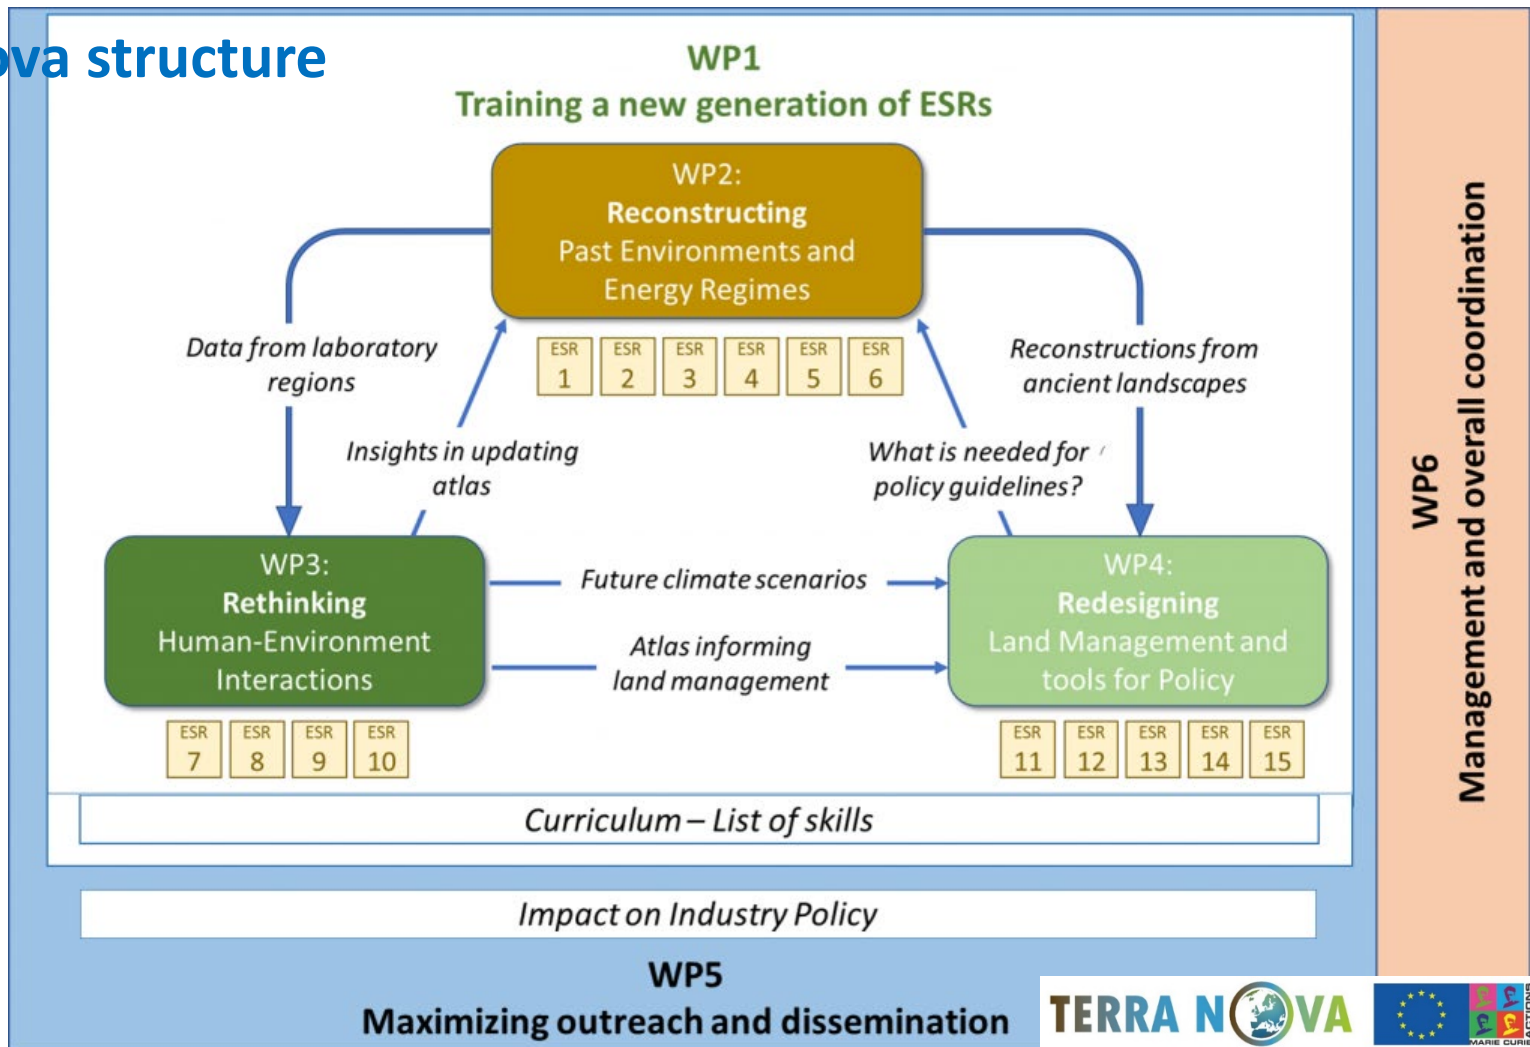 ova structure
WP1
Training a new generation of ESRs
WP2:
Reconstructing
Past Environments and
Energy Regimes
ESR
1
ESR
2
ESR
3
ESR
4
ESR
5
ESR
6
Data from laboratory
regions
Reconstructions from
ancient landscapes
Insights in updating
atlas
What is needed for
policy guidelines?
WP3:
Rethinking
Human-Environment
Interactions
Future climate scenarios
Atlas informing
land management
WP4:
Redesigning
Land Management and
tools for Policy
ESR
7
ESR
8
ESR
9
ESR
10
ESR
11
ESR
12
ESR
13
ESR
14
ESR
15
Curriculum – List of skills
Impact on Industry Policy
WP5
Maximizing outreach and dissemination
WP6
Management and overall coordination
TERRA NOVA
MARIE CURIE
ACTIONS